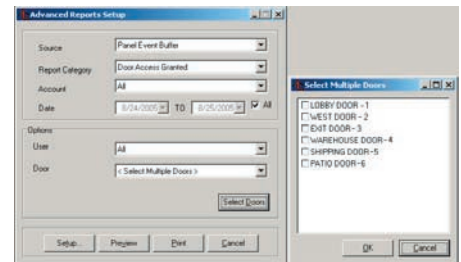 Advanced Reports Setup
Source
Panel Event Buffer
Report Category
Door Access Granted
Account
All
Date
8/24/2005
TO
8/25/2005
All
Options
User
All
Door
< Select Multiple Doors >
Select Doors
Setup...
Preview
Print
Cancel
Select Multiple Doors
LOBBY DOOR - 1
WEST DOOR - 2
EXIT DOOR - 3
WAREHOUSE DOOR - 4
SHIPPING DOOR - 5
PATIO DOOR - 6
OK
Cancel